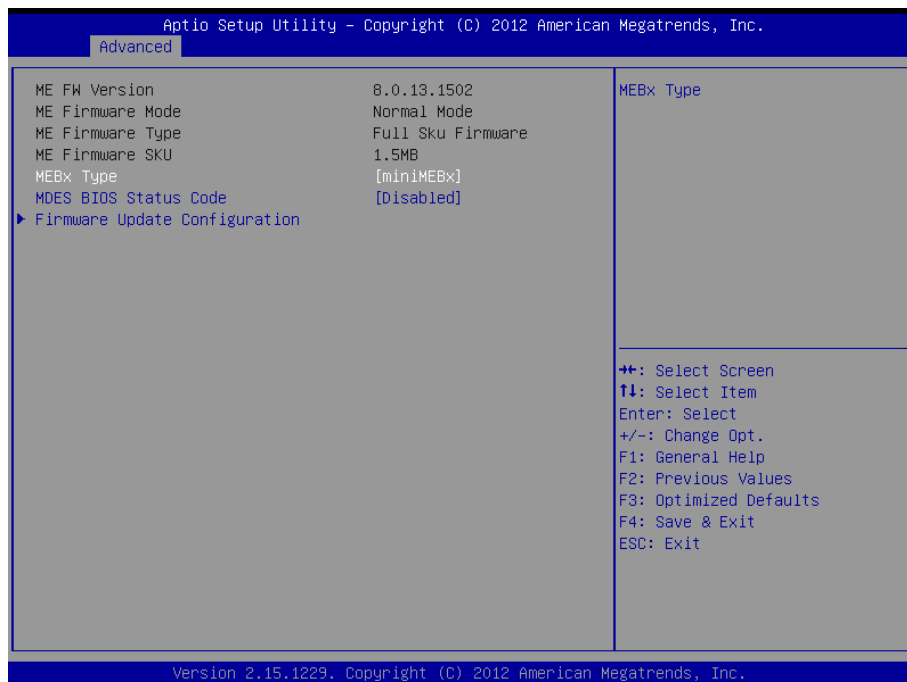 Aptio Setup Utility – Copyright (C) 2012 American Megatrends, Inc.
Advanced
ME FW Version 8.0.13.1502
ME Firmware Mode Normal Mode
ME Firmware Type Full Sku Firmware
ME Firmware SKU 1.5MB
MEBx Type [miniMEBx]
MDES BIOS Status Code [Disabled]
Firmware Update Configuration
MEBx Type
→←: Select Screen
↑↓: Select Item
Enter: Select
+/-: Change Opt.
F1: General Help
F2: Previous Values
F3: Optimized Defaults
F4: Save & Exit
ESC: Exit
Version 2.15.1229. Copyright (C) 2012 American Megatrends, Inc.